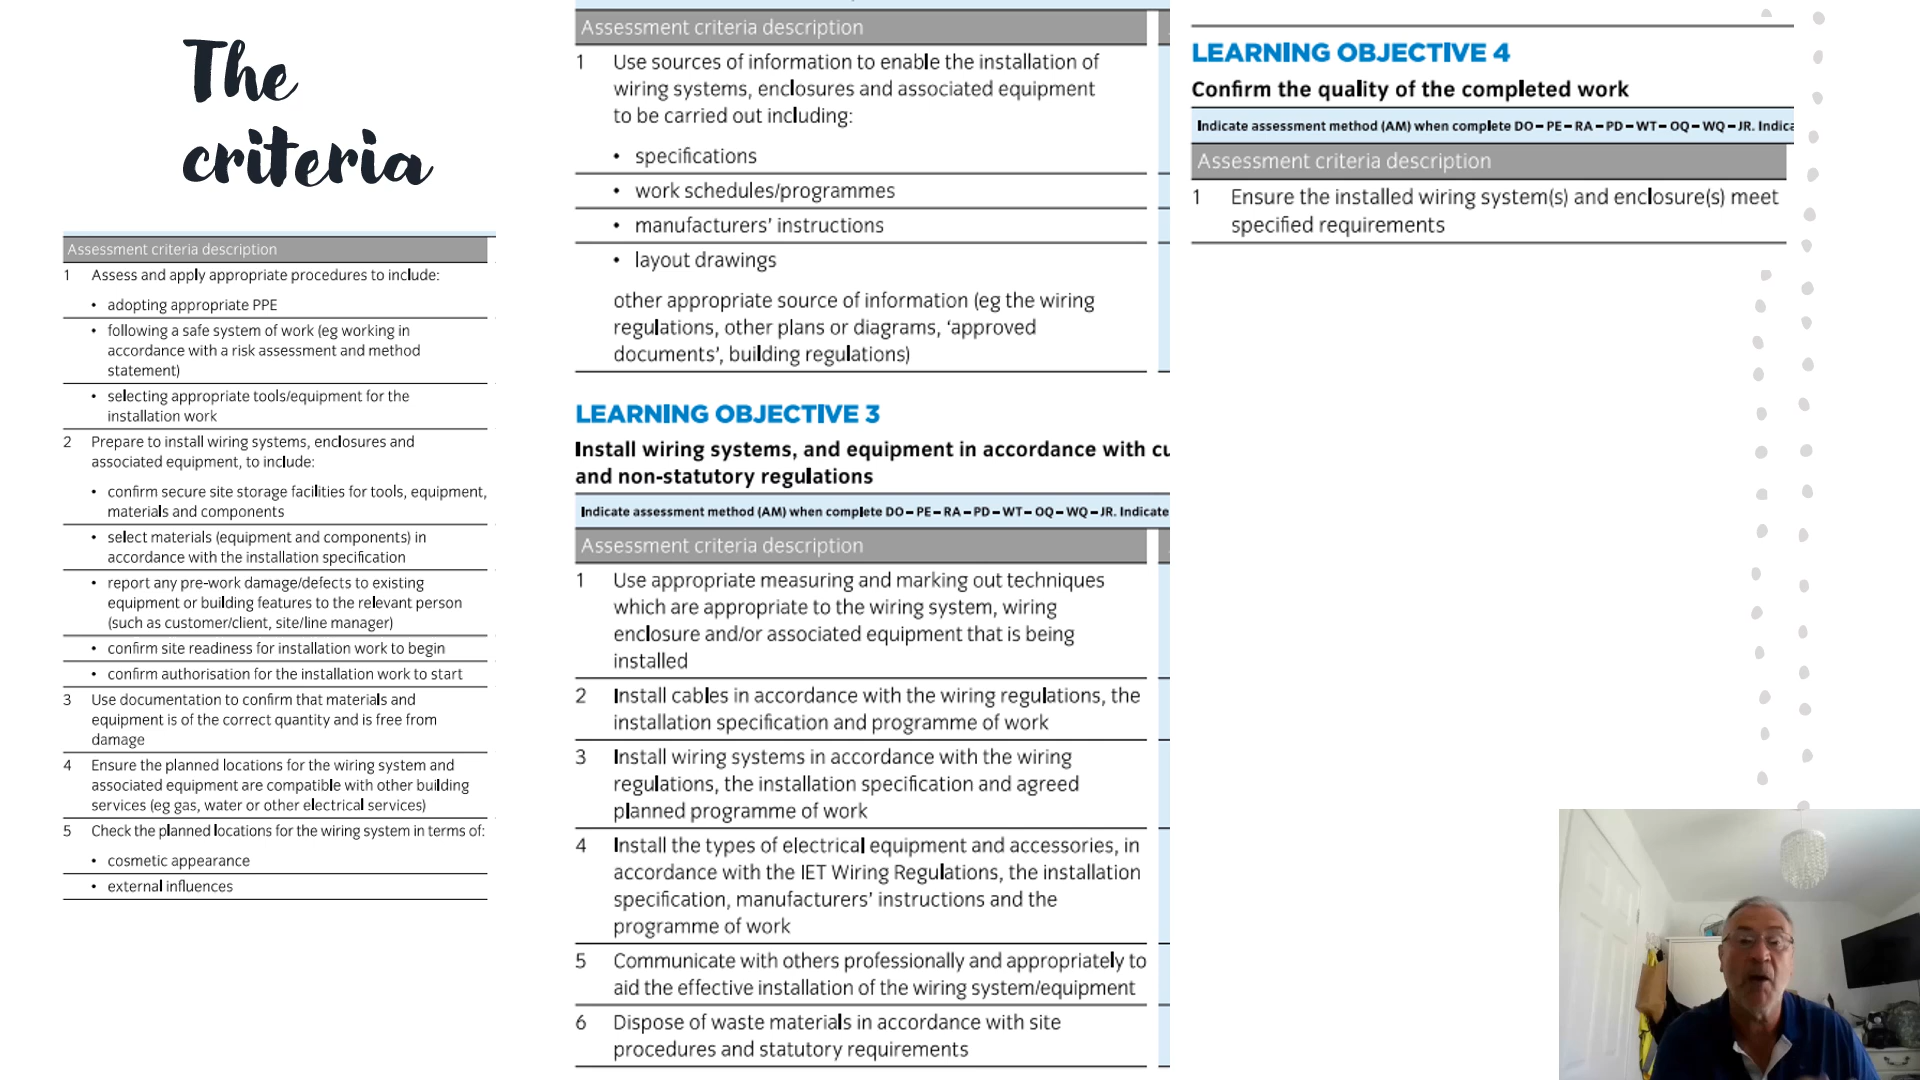 The
criteria
Assessment criteria description
1 Assess and apply appropriate procedures to include:
• adopting appropriate PPE
• following a safe system of work (eg working in
accordance with a risk assessment and method
statement)
• selecting appropriate tools/equipment for the
installation work
2 Prepare to install wiring systems, enclosures and
associated equipment, to include:
• confirm secure site storage facilities for tools, equipment,
materials and components
• select materials (equipment and components) in
accordance with the installation specification
• report any pre-work damage/defects to existing
equipment or building features to the relevant person
(such as customer/client, site/line manager)
• confirm site readiness for installation work to begin
• confirm authorisation for the installation work to start
3 Use documentation to confirm that materials and
equipment is of the correct quantity and is free from
damage
4 Ensure the planned locations for the wiring system and
associated equipment are compatible with other building
services (eg gas, water or other electrical services)
5 Check the planned locations for the wiring system in terms of:
• cosmetic appearance
• external influences
Assessment criteria description
1 Use sources of information to enable the installation of
wiring systems, enclosures and associated equipment
to be carried out including:
• specifications
• work schedules/programmes
• manufacturers’ instructions
• layout drawings
other appropriate source of information (eg the wiring
regulations, other plans or diagrams, ‘approved
documents’, building regulations)
LEARNING OBJECTIVE 3
Install wiring systems, and equipment in accordance with cu
and non-statutory regulations
Indicate assessment method (AM) when complete DO – PE – RA – PD – WT – OQ – WQ – JR. Indicate
Assessment criteria description
1 Use appropriate measuring and marking out techniques
which are appropriate to the wiring system, wiring
enclosure and/or associated equipment that is being
installed
2 Install cables in accordance with the wiring regulations, the
installation specification and programme of work
3 Install wiring systems in accordance with the wiring
regulations, the installation specification and agreed
planned programme of work
4 Install the types of electrical equipment and accessories, in
accordance with the IET Wiring Regulations, the installation
specification, manufacturers’ instructions and the
programme of work
5 Communicate with others professionally and appropriately to
aid the effective installation of the wiring system/equipment
6 Dispose of waste materials in accordance with site
procedures and statutory requirements
LEARNING OBJECTIVE 4
Confirm the quality of the completed work
Indicate assessment method (AM) when complete DO – PE – RA – PD – WT – OQ – WQ – JR. Indica
Assessment criteria description
1 Ensure the installed wiring system(s) and enclosure(s) meet
specified requirements